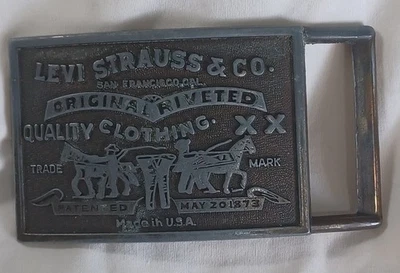 LEVI STRAUSS & CO.
SAN FRANCISCO, CAL.
ORIGINAL RIVETED
QUALITY CLOTHING. XX
TRADE MARK
PATENTED MAY 20 1873
Made in U.S.A.